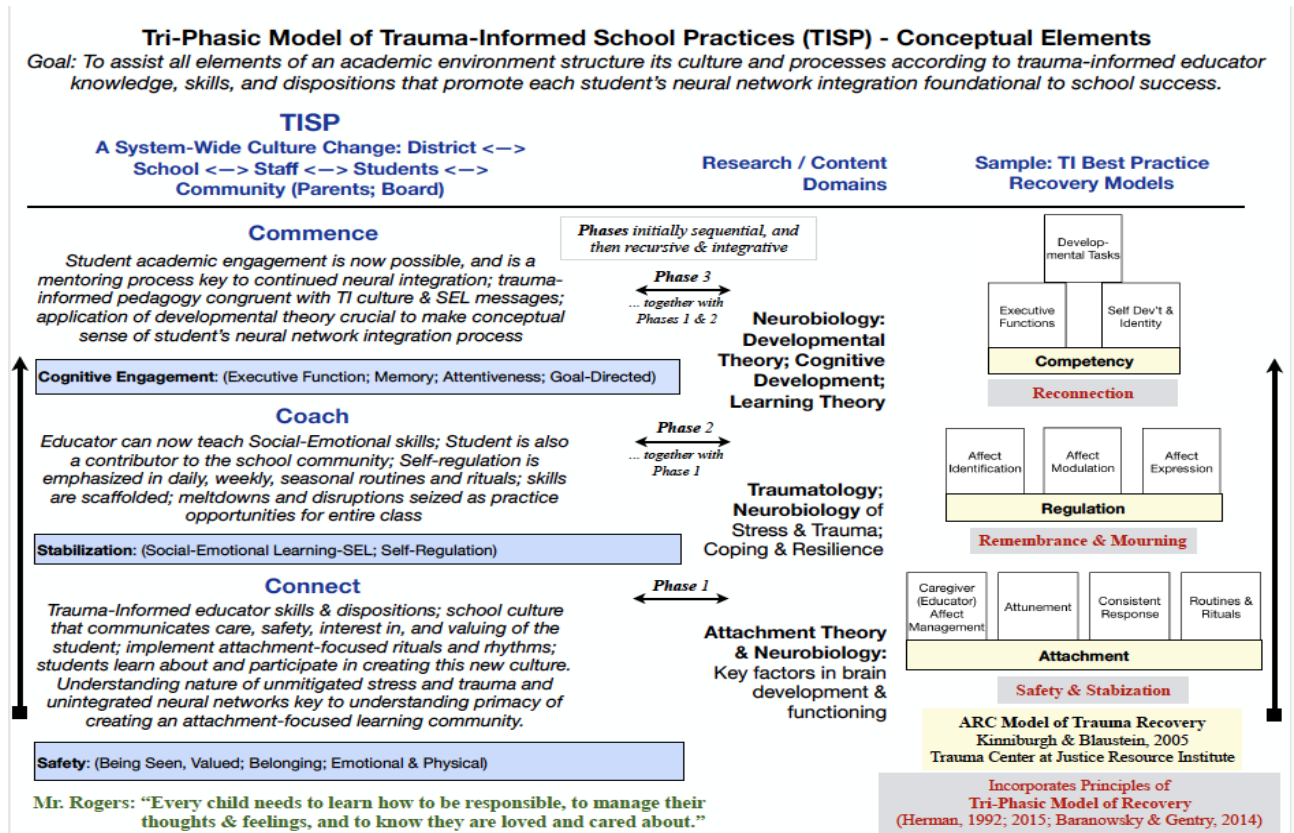 Tri-Phasic Model of Trauma-Informed School Practices (TISP) - Conceptual Elements
Goal: To assist all elements of an academic environment structure its culture and processes according to trauma-informed educator
knowledge, skills, and dispositions that promote each student's neural network integration foundational to school success.
TISP
A System-Wide Culture Change: District <—>
School <—> Staff <—> Students <—>
Community (Parents; Board)
Research / Content
Domains
Sample: TI Best Practice
Recovery Models
Commence
Student academic engagement is now possible, and is a
mentoring process key to continued neural integration; trauma-
informed pedagogy congruent with TI culture & SEL messages;
application of developmental theory crucial to make conceptual
sense of student's neural network integration process
Cognitive Engagement: (Executive Function; Memory; Attentiveness; Goal-Directed)
Phases initially sequential, and
then recursive & integrative
Phase 3
... together with
Phases 1 & 2
Neurobiology:
Developmental
Theory; Cognitive
Development;
Learning Theory
Develop-
mental Tasks
Executive
Functions
Self Dev't &
Identity
Competency
Reconnection
Coach
Educator can now teach Social-Emotional skills; Student is also
a contributor to the school community; Self-regulation is
emphasized in daily, weekly, seasonal routines and rituals; skills
are scaffolded; meltdowns and disruptions seized as practice
opportunities for entire class
Stabilization: (Social-Emotional Learning-SEL; Self-Regulation)
Phase 2
... together with
Phase 1
Traumatology;
Neurobiology of
Stress & Trauma;
Coping & Resilience
Affect
Identification
Affect
Modulation
Affect
Expression
Regulation
Remembrance & Mourning
Connect
Trauma-Informed educator skills & dispositions; school culture
that communicates care, safety, interest in, and valuing of the
student; implement attachment-focused rituals and rhythms;
students learn about and participate in creating this new culture.
Understanding nature of unmitigated stress and trauma and
unintegrated neural networks key to understanding primacy of
creating an attachment-focused learning community.
Safety: (Being Seen, Valued; Belonging; Emotional & Physical)
Phase 1
Attachment Theory
& Neurobiology:
Key factors in brain
development &
functioning
Caregiver
(Educator)
Affect
Management
Attunement
Consistent
Response
Routines &
Rituals
Attachment
Safety & Stabization
ARC Model of Trauma Recovery
Kinniburgh & Blaustein, 2005
Trauma Center at Justice Resource Institute
Incorporates Principles of
Tri-Phasic Model of Recovery
(Herman, 1992; 2015; Baranowsky & Gentry, 2014)
Mr. Rogers: "Every child needs to learn how to be responsible, to manage their
thoughts & feelings, and to know they are loved and cared about."